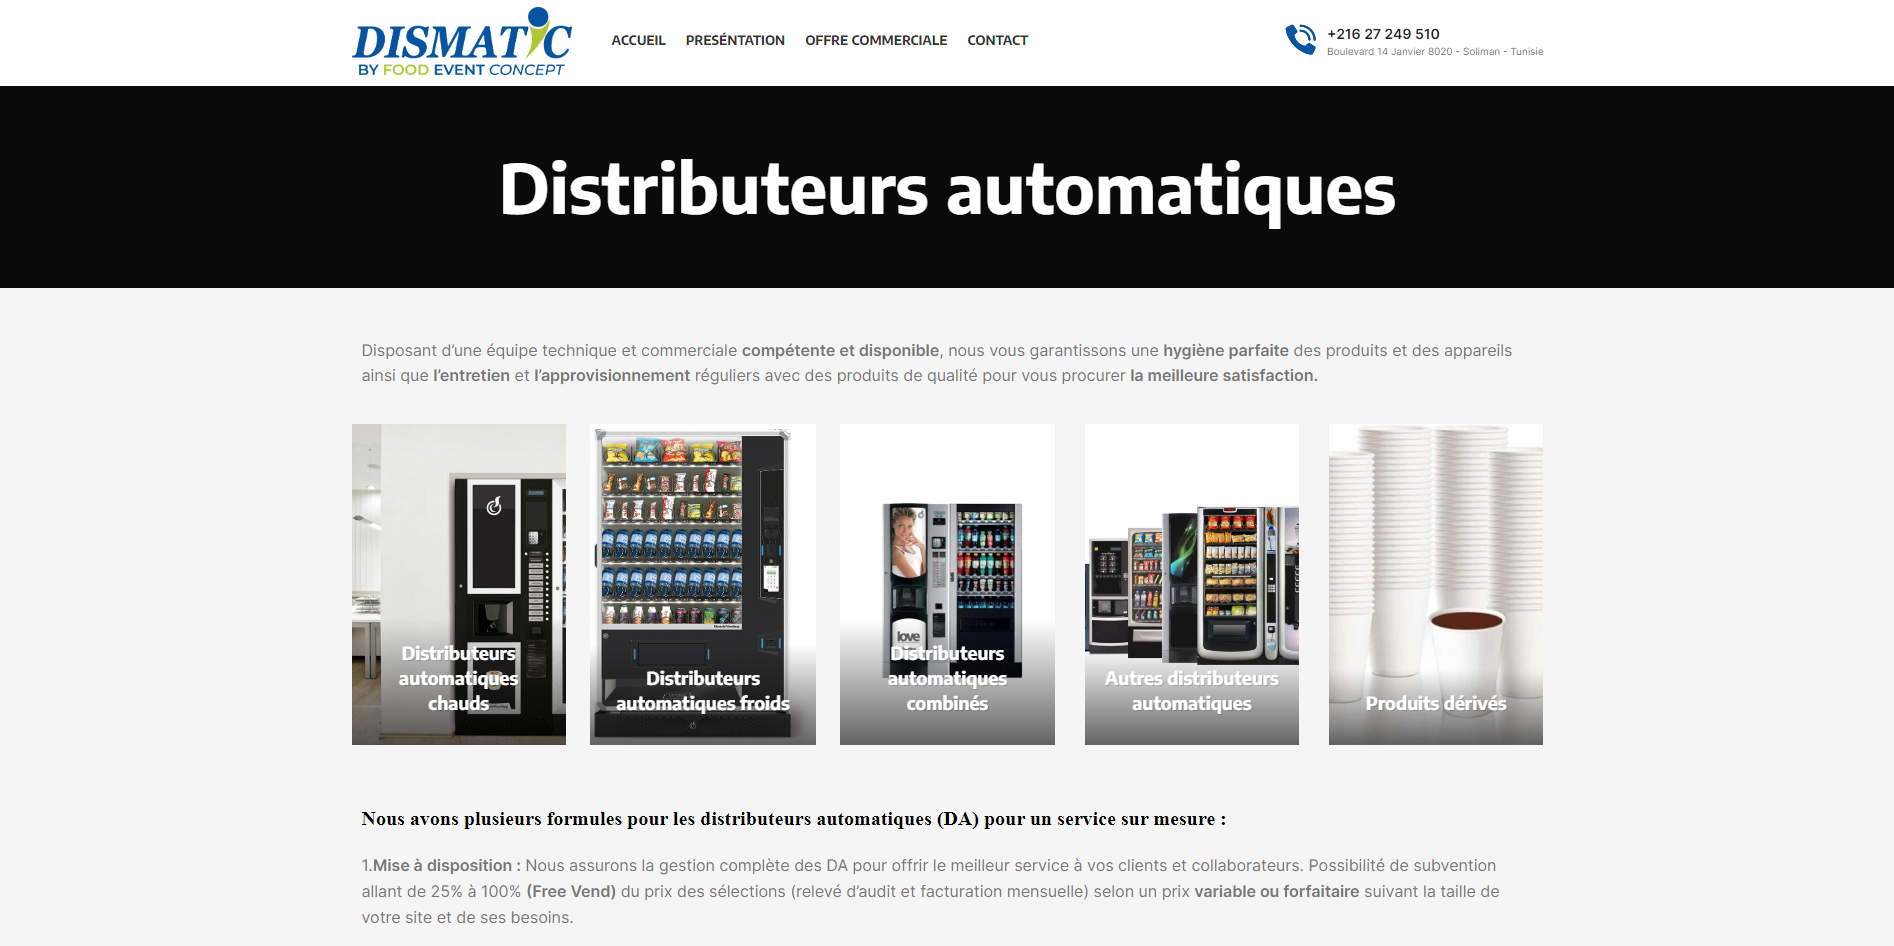 DISMATIC
BY FOOD EVENT CONCEPT
ACCUEIL
PRESÉNTATION
OFFRE COMMERCIALE
CONTACT
+216 27 249 510
Boulevard 14 Janvier 8020 - Soliman - Tunisie
Distributeurs automatiques
Disposant d’une équipe technique et commerciale compétente et disponible, nous vous garantissons une hygiène parfaite des produits et des appareils
ainsi que l’entretien et l’approvisionnement réguliers avec des produits de qualité pour vous procurer la meilleure satisfaction.
Distributeurs
automatiques
chauds
Distributeurs
automatiques froids
love
Distributeurs
automatiques
combinés
Autres distributeurs
automatiques
Produits dérivés
Nous avons plusieurs formules pour les distributeurs automatiques (DA) pour un service sur mesure :
1.Mise à disposition : Nous assurons la gestion complète des DA pour offrir le meilleur service à vos clients et collaborateurs. Possibilité de subvention
allant de 25% à 100% (Free Vend) du prix des sélections (relevé d’audit et facturation mensuelle) selon un prix variable ou forfaitaire suivant la taille de
votre site et de ses besoins.